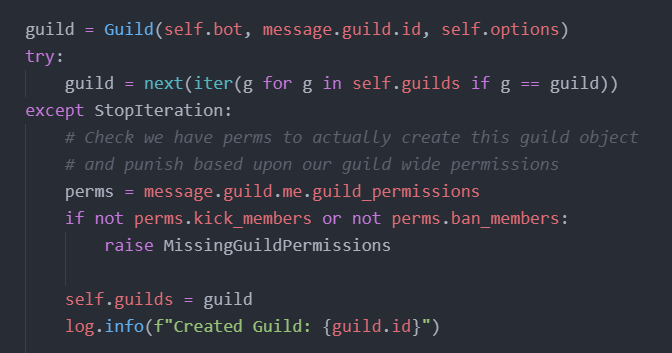 guild = Guild(self.bot, message.guild.id, self.options)
try:
    guild = next(iter(g for g in self.guilds if g == guild))
except StopIteration:
    # Check we have perms to actually create this guild object
    # and punish based upon our guild wide permissions
    perms = message.guild.me.guild_permissions
    if not perms.kick_members or not perms.ban_members:
        raise MissingGuildPermissions

    self.guilds = guild
    log.info(f"Created Guild: {guild.id}")